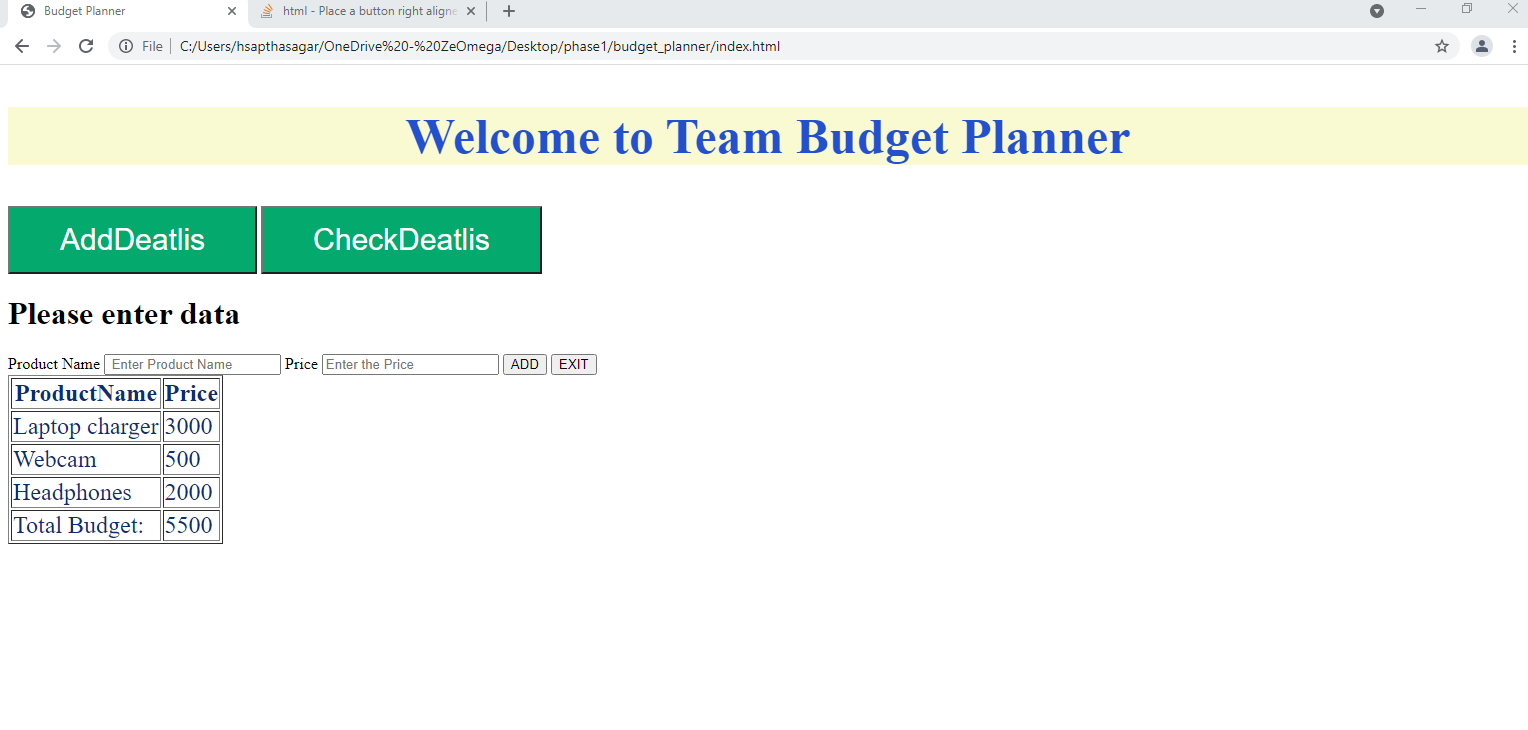 Budget Planner
html - Place a button right aligne
File
C:/Users/hsapthasagar/OneDrive%20-%20ZeOmega/Desktop/phase1/budget_planner/index.html
Welcome to Team Budget Planner
AddDeatlis CheckDeatlis
Please enter data
Product Name Enter Product Name Price Enter the Price ADD EXIT
ProductName Price
Laptop charger 3000
Webcam 500
Headphones 2000
Total Budget: 5500